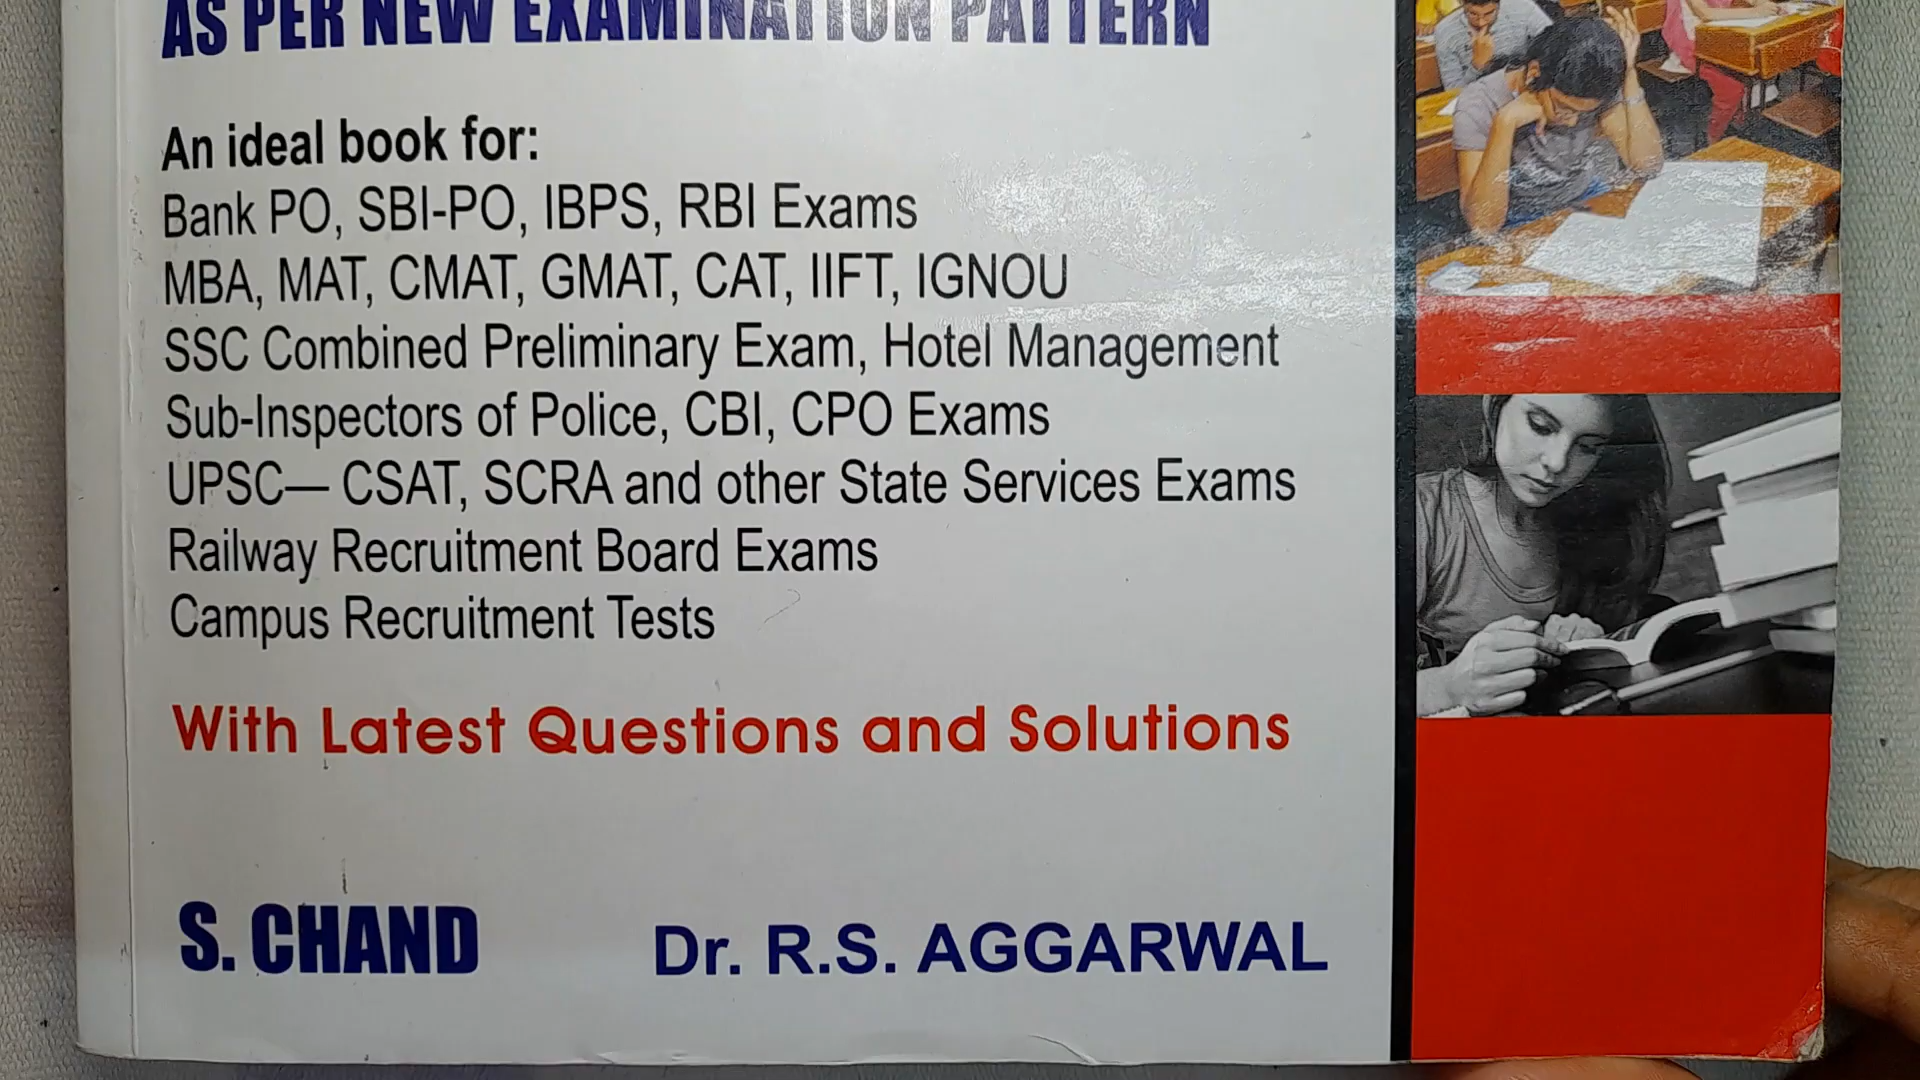 AS PER NEW EXAMINATION PATTERN
An ideal book for:
Bank PO, SBI-PO, IBPS, RBI Exams
MBA, MAT, CMAT, GMAT, CAT, IIFT, IGNOU
SSC Combined Preliminary Exam, Hotel Management
Sub-Inspectors of Police, CBI, CPO Exams
UPSC— CSAT, SCRA and other State Services Exams
Railway Recruitment Board Exams
Campus Recruitment Tests
With Latest Questions and Solutions
S. CHAND
Dr. R.S. AGGARWAL